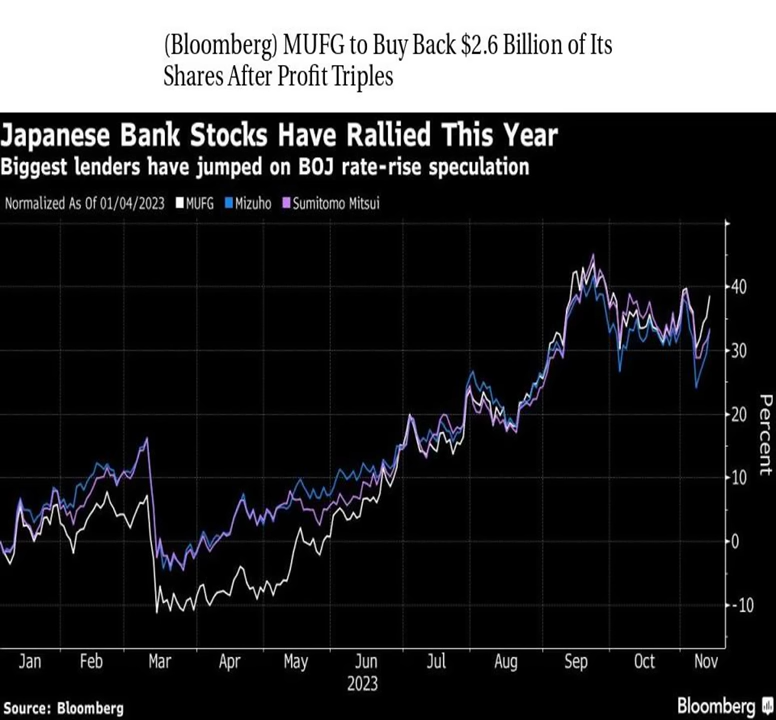 (Bloomberg) MUFG to Buy Back $2.6 Billion of Its
Shares After Profit Triples
Japanese Bank Stocks Have Rallied This Year
Biggest lenders have jumped on BOJ rate-rise speculation
Normalized As Of 01/04/2023 MUFG Mizuho Sumitomo Mitsui
40
30
20
10
0
-10
Percent
Jan Feb Mar Apr May Jun Jul Aug Sep Oct Nov
2023
Source: Bloomberg
Bloomberg